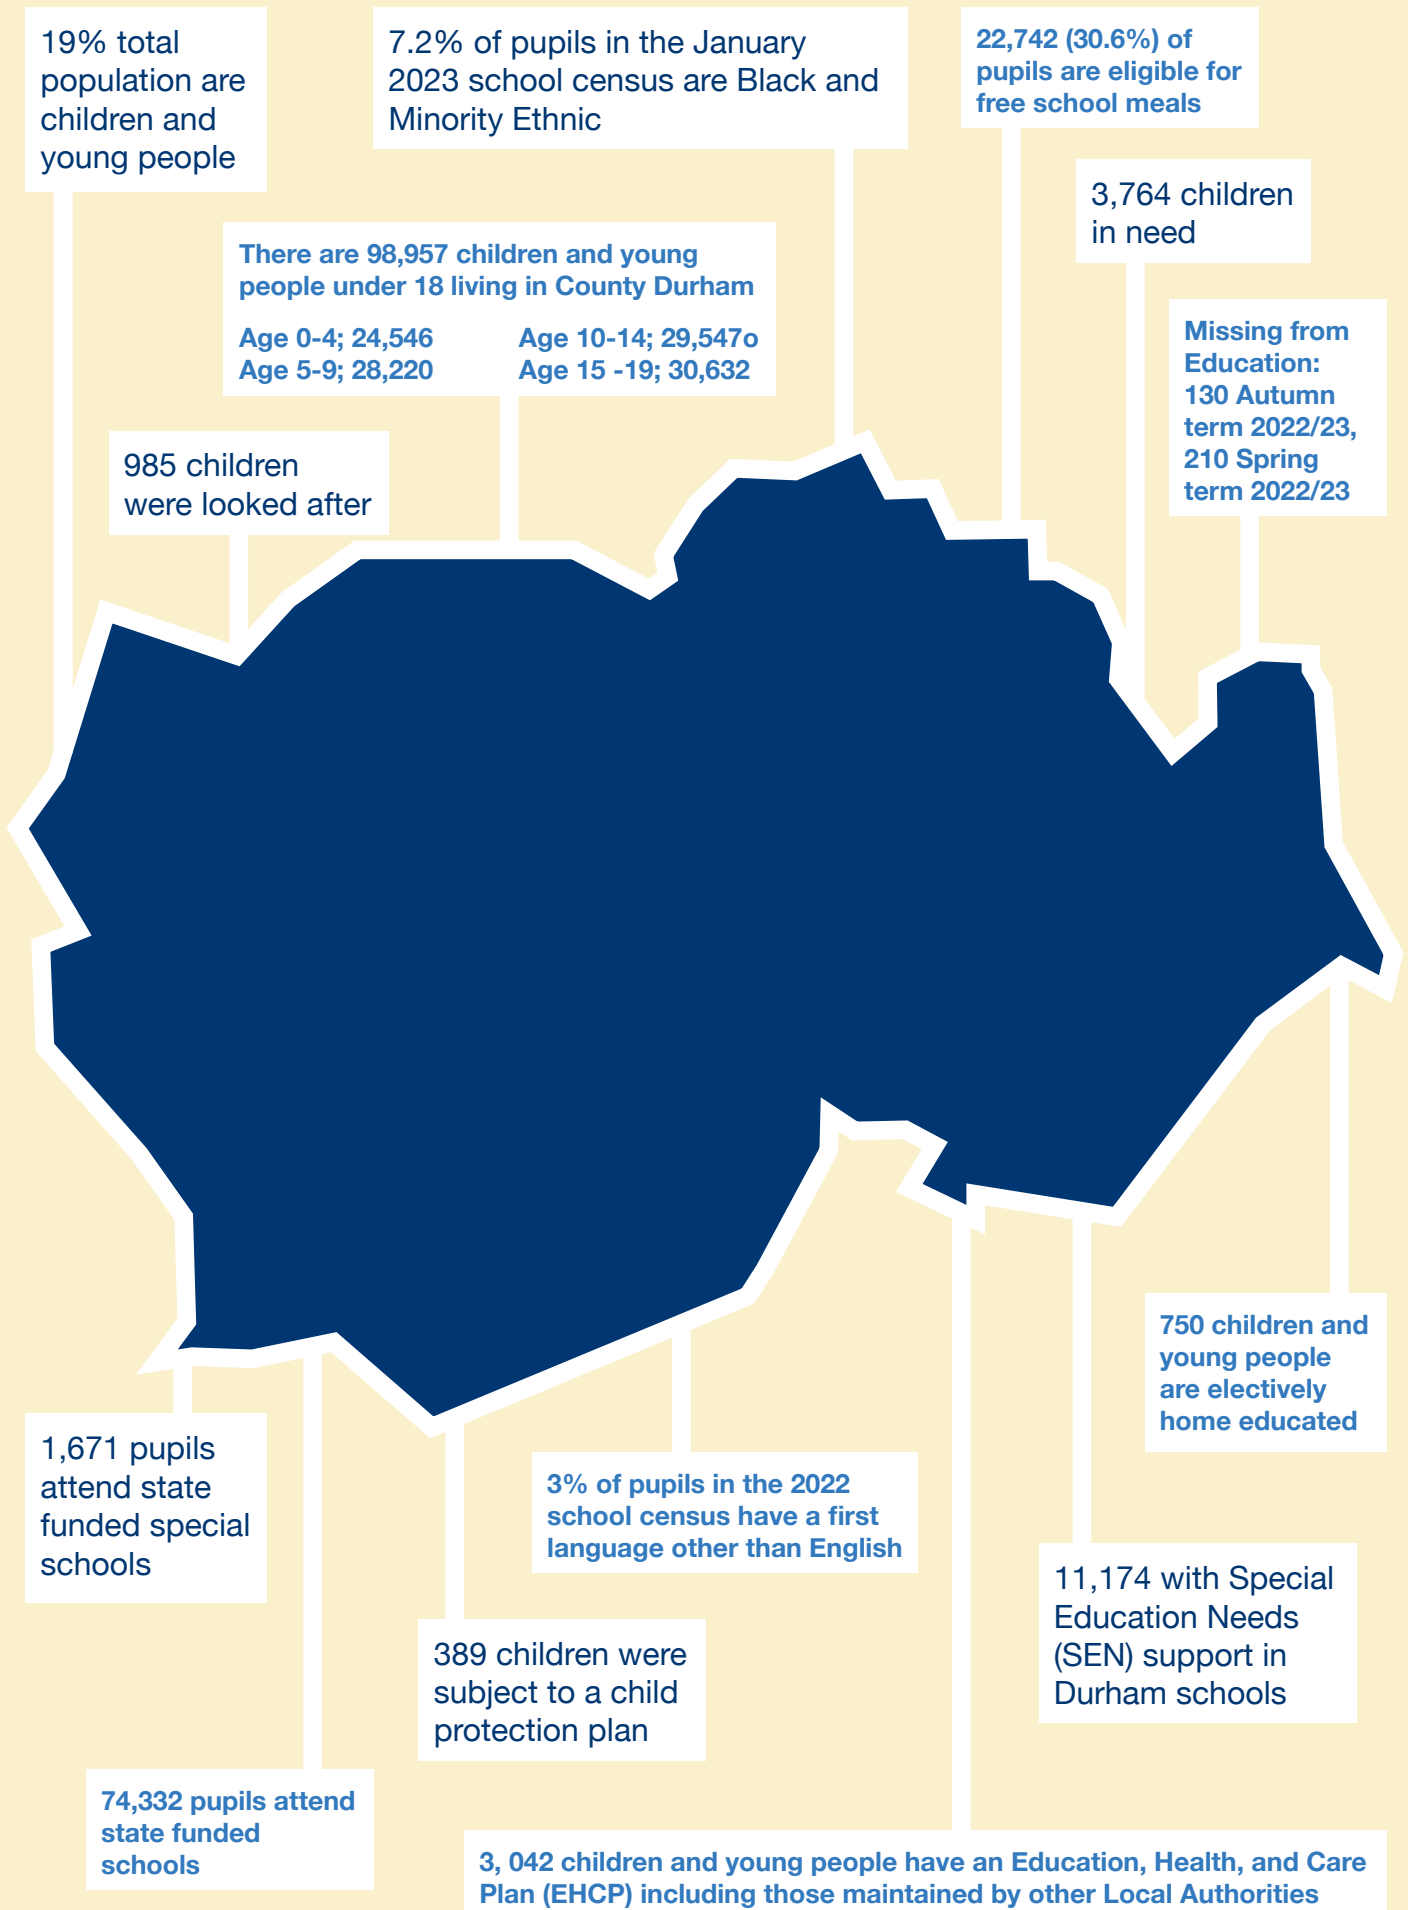 19% total
population are
children and
young people
7.2% of pupils in the January
2023 school census are Black and
Minority Ethnic
22,742 (30.6%) of
pupils are eligible for
free school meals
3,764 children
in need
There are 98,957 children and young
people under 18 living in County Durham
Age 0-4; 24,546 Age 10-14; 29,547o
Age 5-9; 28,220 Age 15 -19; 30,632
Missing from
Education:
130 Autumn
term 2022/23,
210 Spring
term 2022/23
985 children
were looked after
750 children and
young people
are electively
home educated
1,671 pupils
attend state
funded special
schools
3% of pupils in the 2022
school census have a first
language other than English
11,174 with Special
Education Needs
(SEN) support in
Durham schools
389 children were
subject to a child
protection plan
74,332 pupils attend
state funded
schools
3, 042 children and young people have an Education, Health, and Care
Plan (EHCP) including those maintained by other Local Authorities